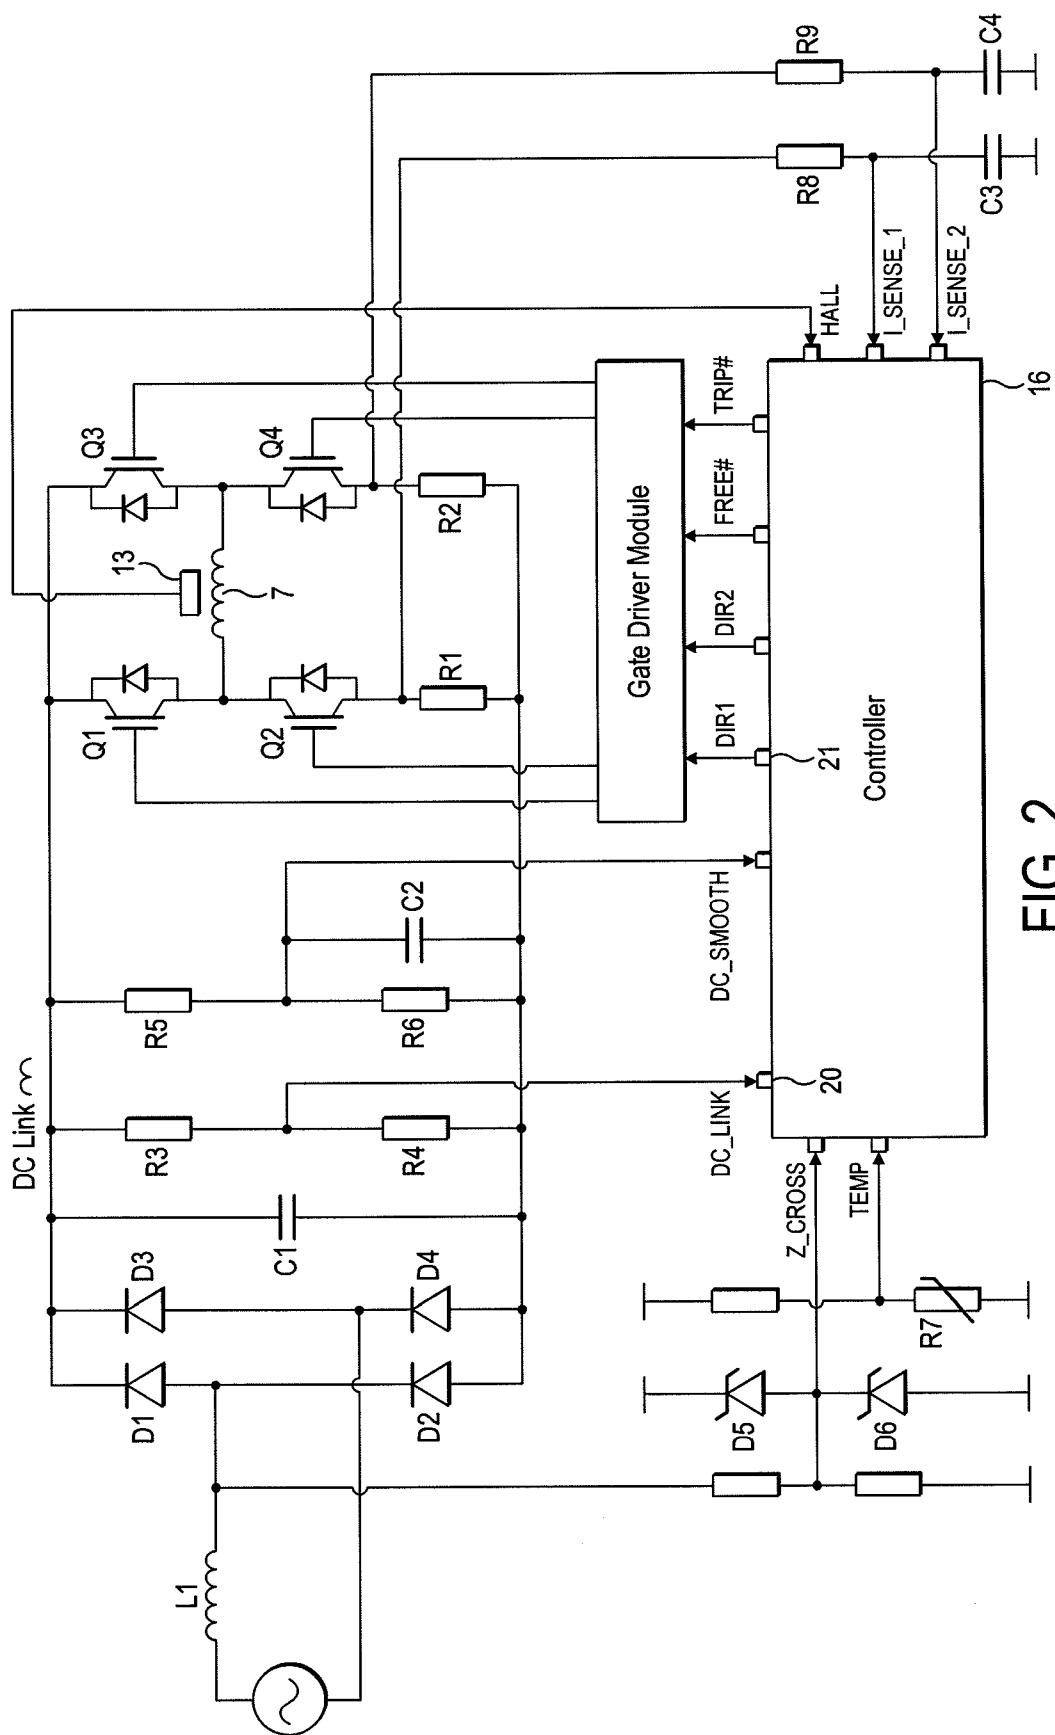 DC Link
L1
D1
D2
D3
D4
C1
R3
R4
R5
R6
C2
Q1
Q2
Q3
Q4
13
7
R1
R2
R8
R9
C3
C4
Gate Driver Module
DIR1
DIR2
FREE#
TRIP#
DC_LINK
DC_SMOOTH
20
21
Z_CROSS
TEMP
D5
D6
R7
Controller
HALL
I_SENSE_1
I_SENSE_2
16
FIG. 2